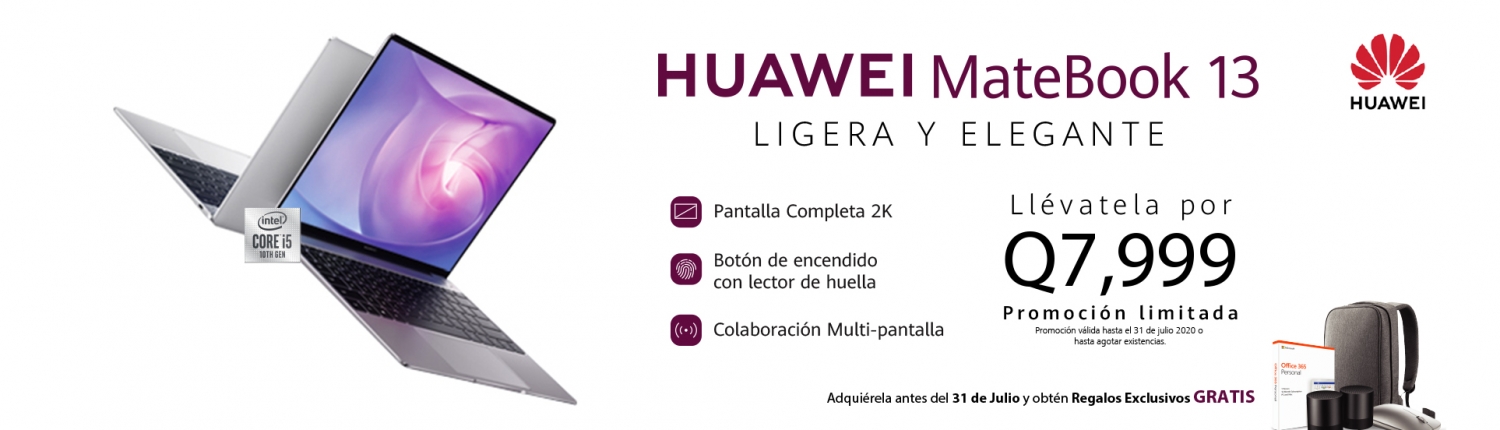 HUAWEI MateBook 13
LIGERA Y ELEGANTE
HUAWEI
intel
CORE i5
10TH GEN
Pantalla Completa 2K
Botón de encendido
con lector de huella
Colaboración Multi-pantalla
Llévatela por
Q7,999
Promoción limitada
Promoción válida hasta el 31 de julio 2020 o
hasta agotar existencias.
Adquiérela antes del 31 de Julio y obtén Regalos Exclusivos GRATIS
Office 365
Personal